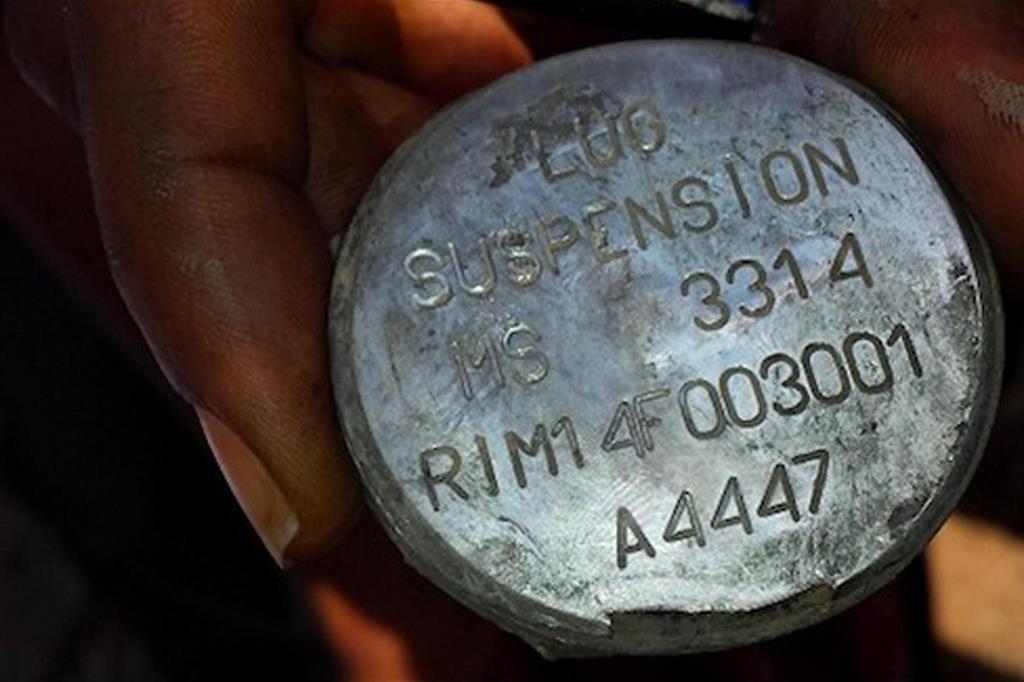 LUG
SUSPENSION
MS 3314
RIM14F003001
A4447